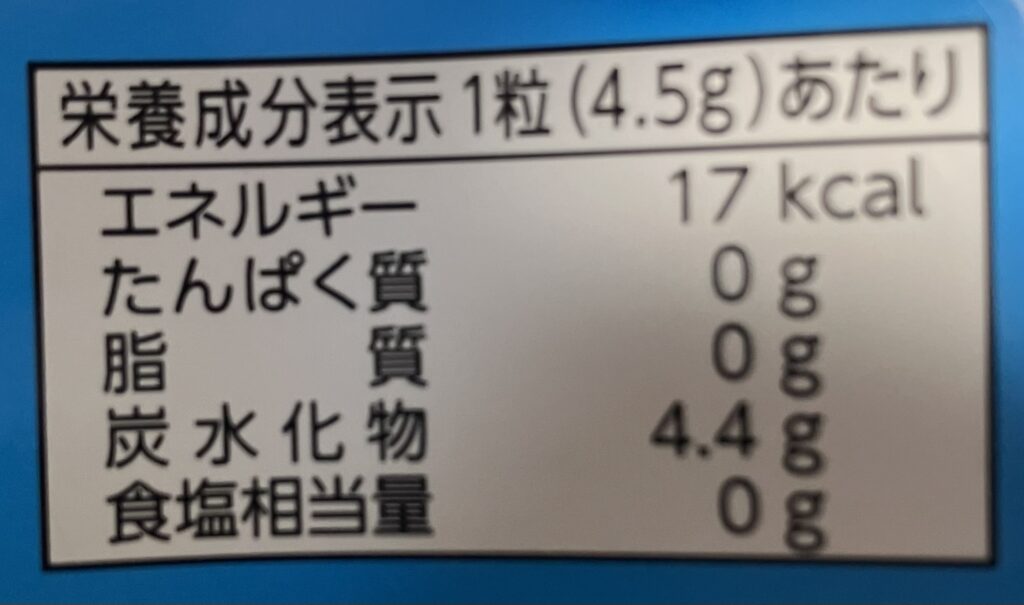 栄養成分表示 1粒(4.5g)あたり
エネルギー 17 kcal
たんぱく質 0 g
脂質 0 g
炭水化物 4.4 g
食塩相当量 0 g